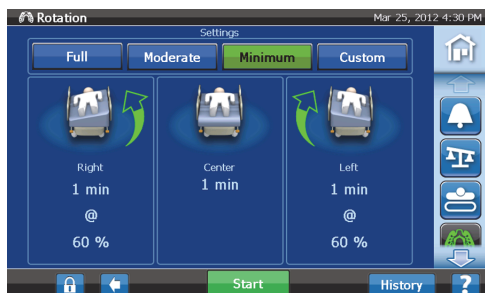 Rotation
Mar 25, 2012 4:30 PM
Settings
Full
Moderate
Minimum
Custom
Right
1 min
@
60 %
Center
1 min
Left
1 min
@
60 %
Start
History
?